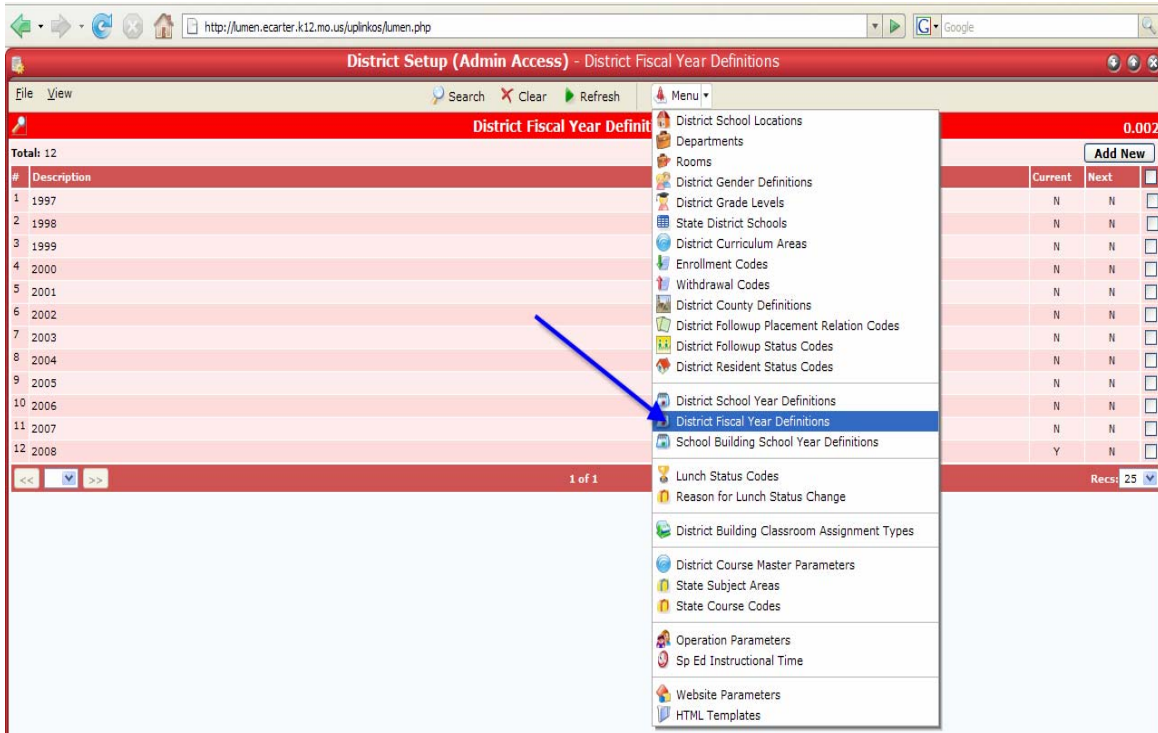 http://lumen.ecarter.k12.mo.us/uplinkos/lumen.php
G Google
District Setup (Admin Access) - District Fiscal Year Definitions
File View Search Clear Refresh Menu
District Fiscal Year Definit 0.002
Total: 12 Add New
# Description Current Next
1 1997 N N
2 1998 N N
3 1999 N N
4 2000 N N
5 2001 N N
6 2002 N N
7 2003 N N
8 2004 N N
9 2005 N N
10 2006 N N
11 2007 N N
12 2008 Y N
<< >> 1 of 1 Recs: 25
District School Locations
Departments
Rooms
District Gender Definitions
District Grade Levels
State District Schools
District Curriculum Areas
Enrollment Codes
Withdrawal Codes
District County Definitions
District Followup Placement Relation Codes
District Followup Status Codes
District Resident Status Codes
District School Year Definitions
District Fiscal Year Definitions
School Building School Year Definitions
Lunch Status Codes
Reason for Lunch Status Change
District Building Classroom Assignment Types
District Course Master Parameters
State Subject Areas
State Course Codes
Operation Parameters
Sp Ed Instructional Time
Website Parameters
HTML Templates